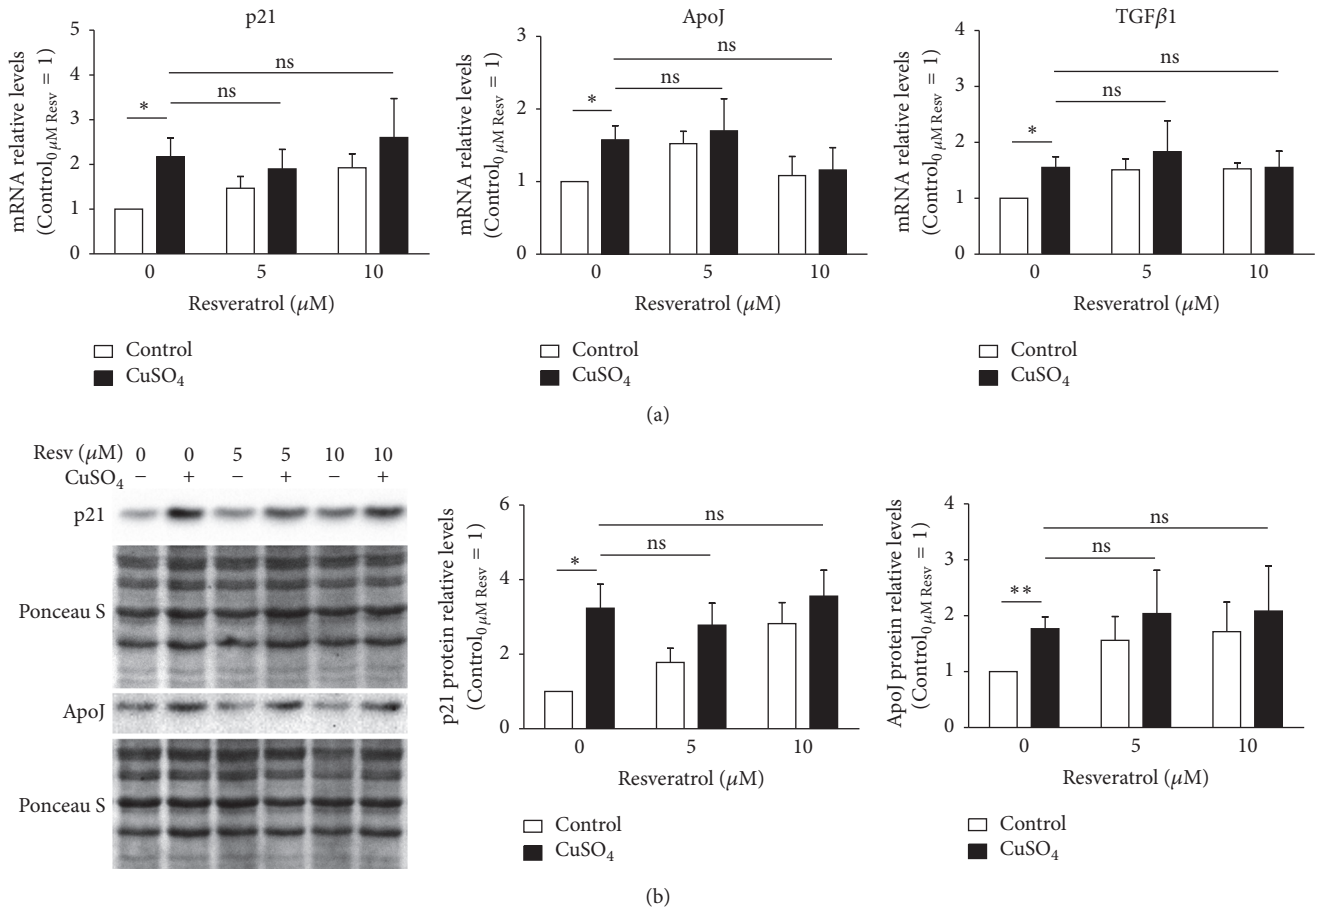 p21
mRNA relative levels
(Control0 μM Resv = 1)
5
4
3
2
1
0
ns
ns
*
0 5 10
Resveratrol (μM)
Control
CuSO4
ApoJ
mRNA relative levels
(Control0 μM Resv = 1)
3
2
1
0
ns
ns
*
0 5 10
Resveratrol (μM)
Control
CuSO4
TGFβ1
mRNA relative levels
(Control0 μM Resv = 1)
4
3
2
1
0
ns
ns
*
0 5 10
Resveratrol (μM)
Control
CuSO4
(a)
Resv (μM) 0 0 5 5 10 10
CuSO4 − + − + − +
p21
Ponceau S
ApoJ
Ponceau S
p21 protein relative levels
(Control0 μM Resv = 1)
6
4
2
0
ns
ns
*
0 5 10
Resveratrol (μM)
Control
CuSO4
ApoJ protein relative levels
(Control0 μM Resv = 1)
4
3
2
1
0
ns
ns
**
0 5 10
Resveratrol (μM)
Control
CuSO4
(b)